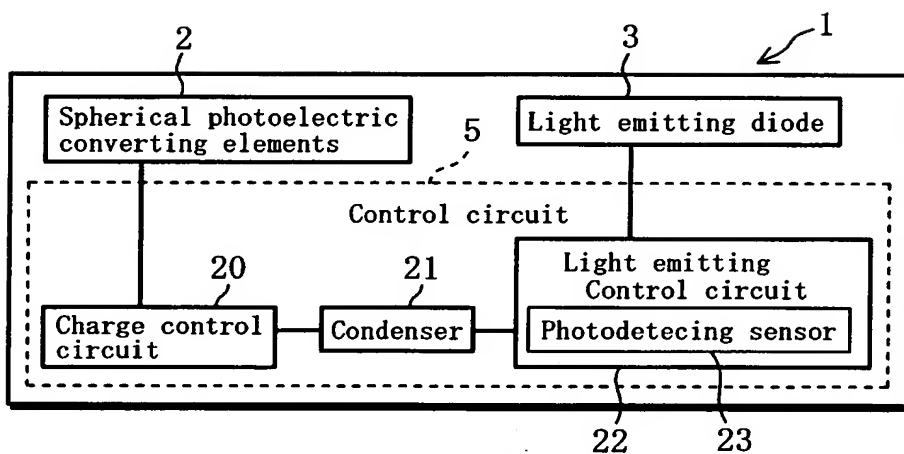 1
2
3
Spherical photoelectric
converting elements
Light emitting diode
5
Control circuit
20
21
Light emitting
Control circuit
Charge control
circuit
Condenser
Photodetecing sensor
22
23